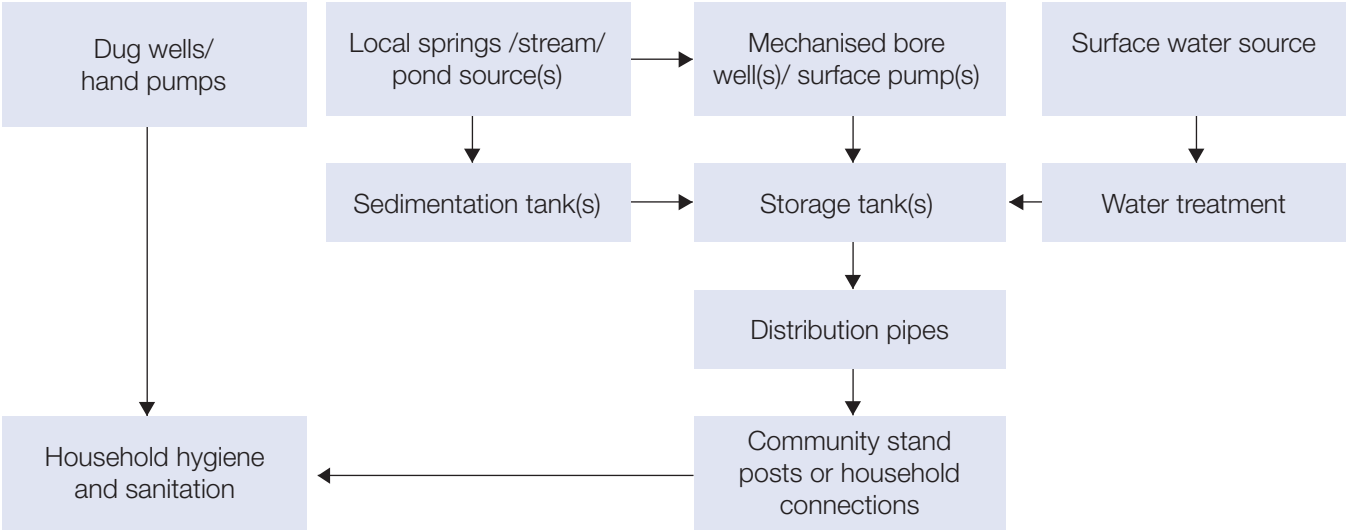 Dug wells/
hand pumps
Local springs /stream/
pond source(s)
Mechanised bore
well(s)/ surface pump(s)
Surface water source
Sedimentation tank(s)
Storage tank(s)
Water treatment
Distribution pipes
Household hygiene
and sanitation
Community stand
posts or household
connections